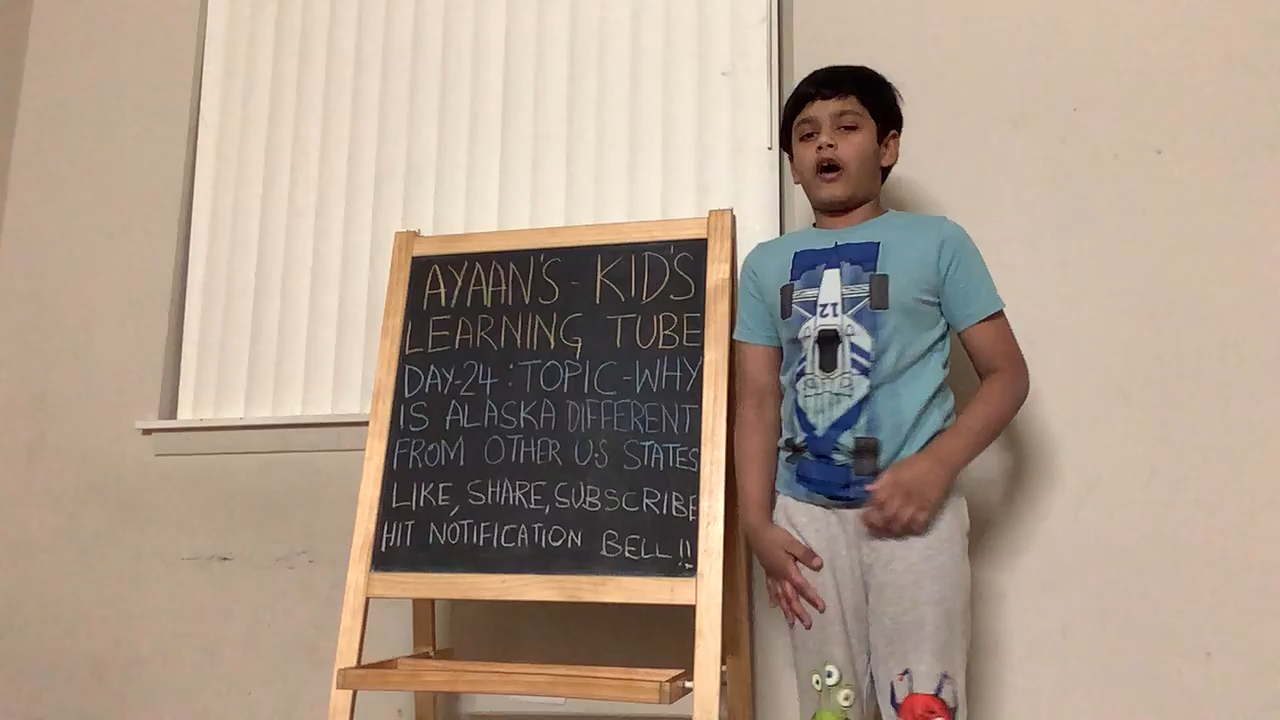 AYAAN'S - KID'S
LEARNING TUBE
DAY-24 : TOPIC - WHY
IS ALASKA DIFFERENT
FROM OTHER U.S STATES
LIKE, SHARE, SUBSCRIBE
HIT NOTIFICATION BELL!!
12